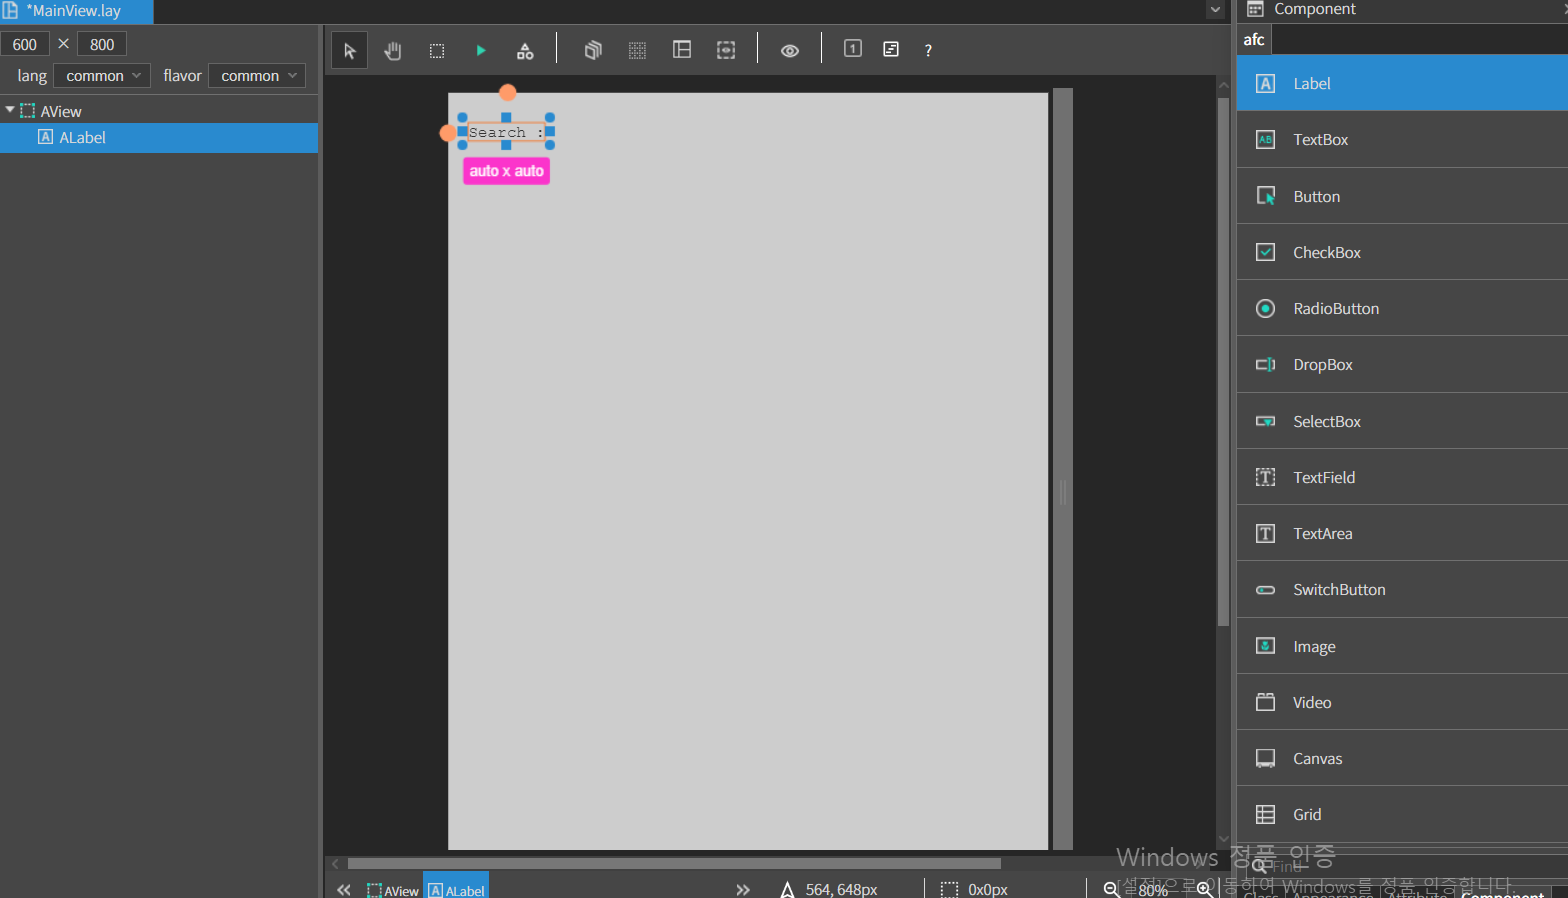 *MainView.lay
600 × 800
lang common flavor common
AView
ALabel
1 ?
Search :
auto x auto
AView ALabel
564, 648px
0x0px
80%
Component
afc
Label
TextBox
Button
CheckBox
RadioButton
DropBox
SelectBox
TextField
TextArea
SwitchButton
Image
Video
Canvas
Grid
Find
Windows 정품 인증
[설정]으로 이동하여 Windows를 정품 인증합니다.
Class Appearance Attribute Component